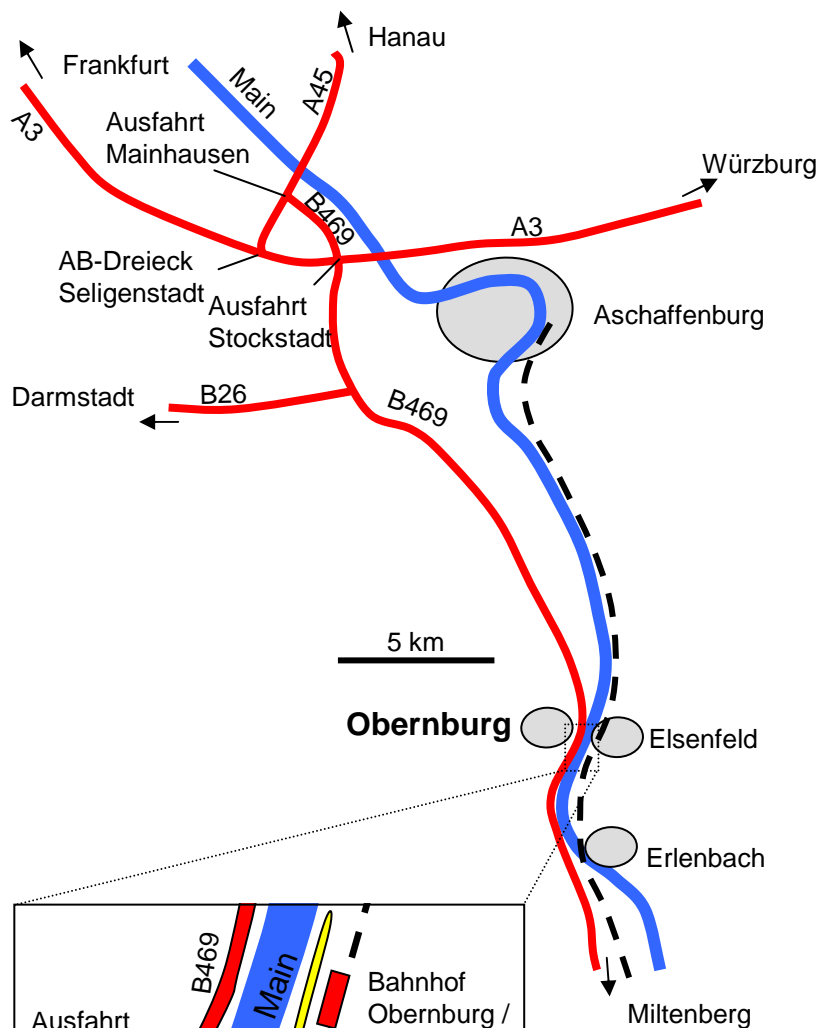 Hanau
Frankfurt
Main
A45
A3
Ausfahrt
Mainhausen
Würzburg
B469
A3
AB-Dreieck
Seligenstadt
Ausfahrt
Stockstadt
Aschaffenburg
Darmstadt
B26
B469
5 km
Obernburg
Elsenfeld
Erlenbach
B469
Main
Bahnhof
Obernburg /
Ausfahrt
Miltenberg